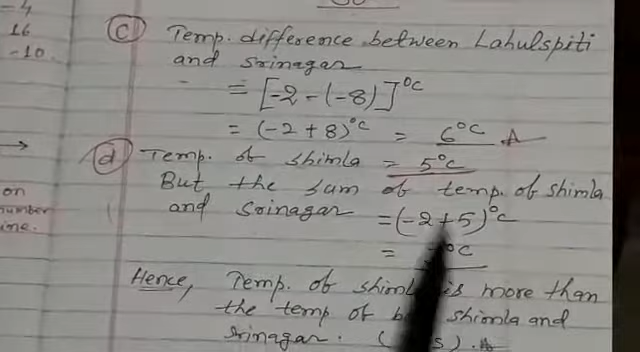 -4
16
-10
(c) Temp. difference between Lahulspiti
and Srinagar
= [-2-(-8)]°C
= (-2+8)°C = 6°C A
→ (d) Temp. of Shimla = 5°C
But the sum of temp. of Shimla
on
and Srinagar = (-2+5)°C
number
line.
= °C
Hence, Temp. of Shiml is more than
the temp of b Shimla and
Srinagar. ( s). A